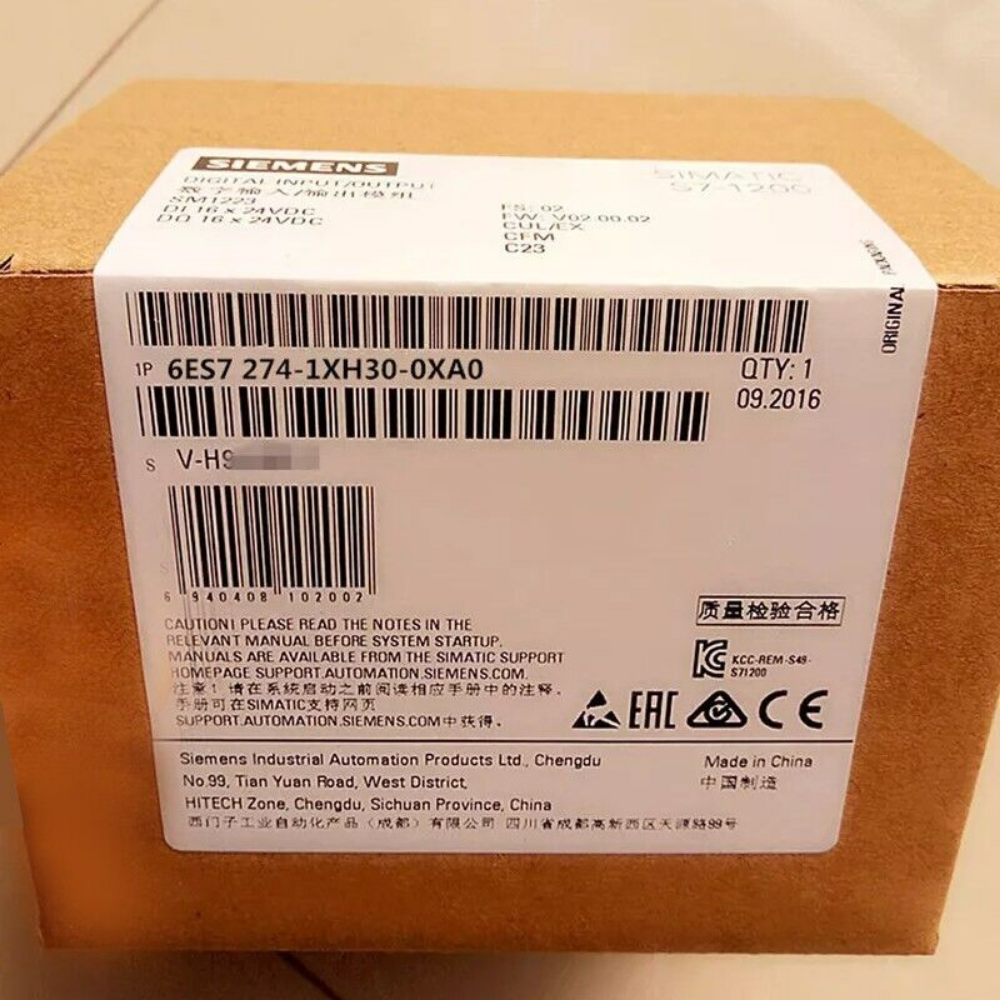 SIEMENS
SIMATIC
S7-1200
DIGITAL INPUT/OUTPUT
数字输入/输出模块
SM1223
DI 16 x 24VDC
DO 16 x 24VDC
FS: 02
FW: V02.00.02
CUL/EX
CFM
C23
ORIGINAL PACKAGING
1P 6ES7 274-1XH30-0XA0
QTY: 1
09.2016
S V-H9
S
6 940408 102002
质量检验合格
CAUTION! PLEASE READ THE NOTES IN THE
RELEVANT MANUAL BEFORE SYSTEM STARTUP.
MANUALS ARE AVAILABLE FROM THE SIMATIC SUPPORT
HOMEPAGE SUPPORT.AUTOMATION.SIEMENS.COM.
注意！请在系统启动之前阅读相应手册中的注释。
手册可在SIMATIC支持网页
SUPPORT.AUTOMATION.SIEMENS.COM中获得。
KCC-REM-S49-
S71200
EAC CE
Siemens Industrial Automation Products Ltd., Chengdu
No.99, Tian Yuan Road, West District,
HITECH Zone, Chengdu, Sichuan Province, China
西门子工业自动化产品（成都）有限公司 四川省成都高新西区天源路99号
Made in China
中国制造